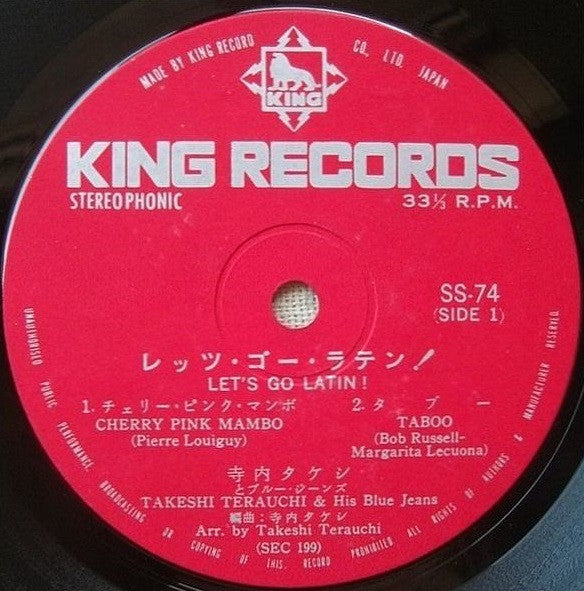 MADE BY KING RECORD CO., LTD. JAPAN
KING
KING RECORDS
STEREOPHONIC
33⅓ R.P.M.
SS-74
(SIDE 1)
レッツ・ゴー・ラテン!
LET'S GO LATIN!
1. チェリー・ピンク・マンボ
CHERRY PINK MAMBO
(Pierre Louiguy)
2. タブー
TABOO
(Bob Russell-
Margarita Lecuona)
寺内タケシ
とブルー・ジーンズ
TAKESHI TERAUCHI & His Blue Jeans
編曲:寺内タケシ
Arr. by Takeshi Terauchi
(SEC 199)
UNAUTHORISED PUBLIC PERFORMANCE, BROADCASTING OR COPYING OF THIS RECORD PROHIBITED ALL RIGHTS OF AUTHORS & MANUFACTURER RESERVED